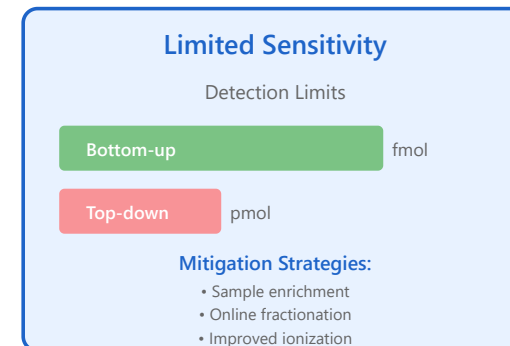 Limited Sensitivity
Detection Limits
Bottom-up fmol
Top-down pmol
Mitigation Strategies:
• Sample enrichment
• Online fractionation
• Improved ionization